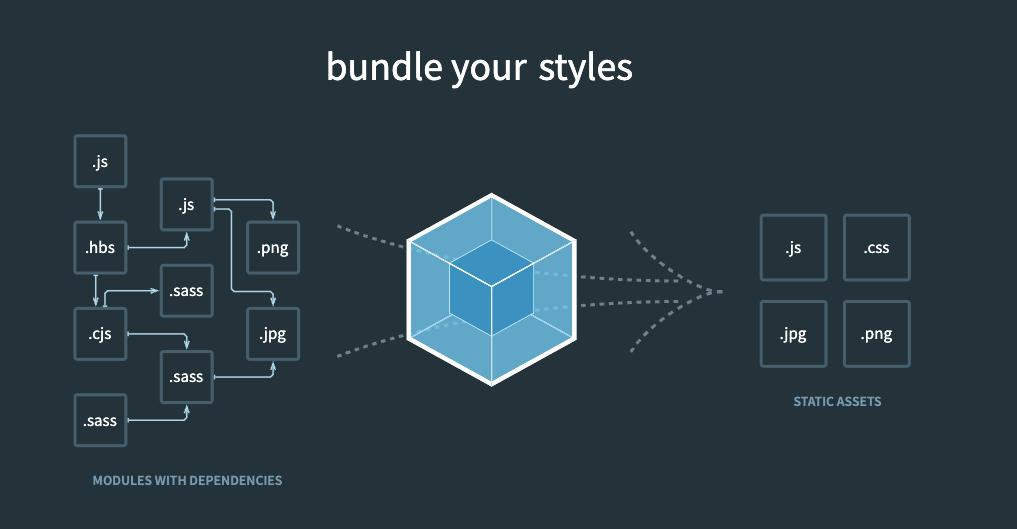 bundle your styles
.js
.js
.hbs
.png
.sass
.cjs
.jpg
.sass
.sass
MODULES WITH DEPENDENCIES
.js
.css
.jpg
.png
STATIC ASSETS